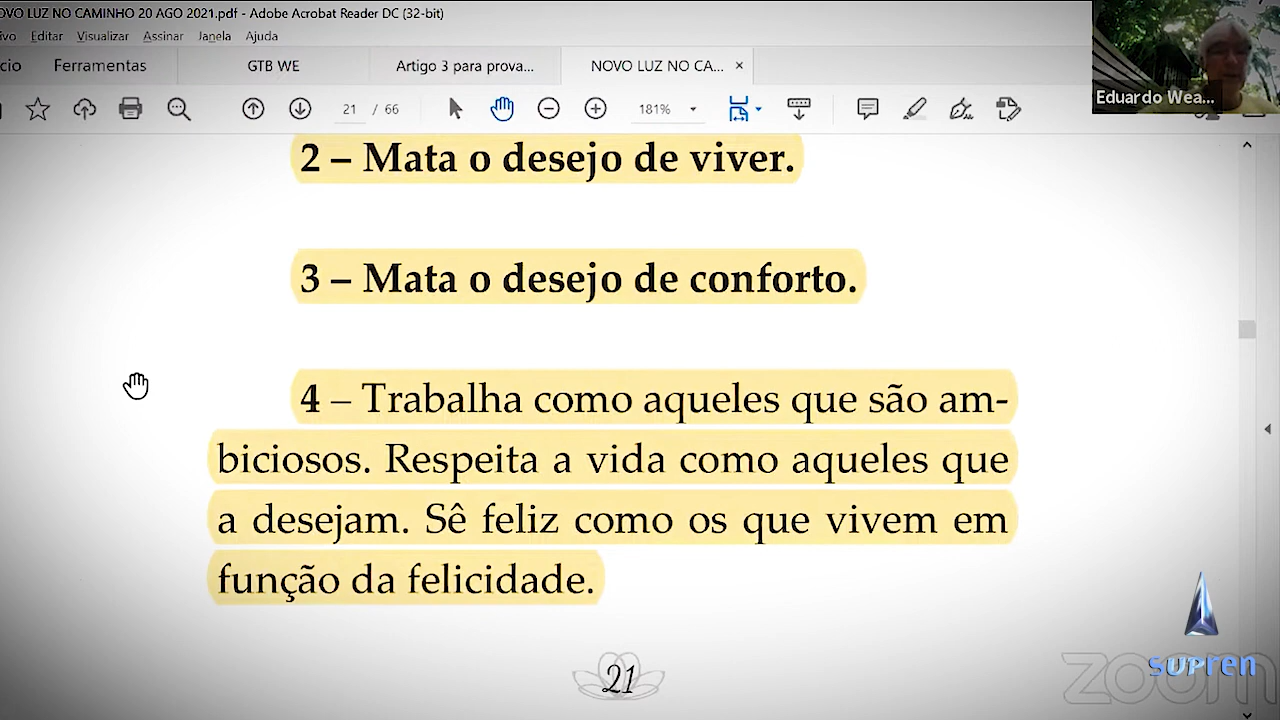 OVO LUZ NO CAMINHO 20 AGO 2021.pdf - Adobe Acrobat Reader DC (32-bit)
ivo Editar Visualizar Assinar Janela Ajuda
cio Ferramentas GTB WE Artigo 3 para prova... NOVO LUZ NO CA... ×
21 / 66 181%
Eduardo Wea...
2 – Mata o desejo de viver.
3 – Mata o desejo de conforto.
4 – Trabalha como aqueles que são am-
biciosos. Respeita a vida como aqueles que
a desejam. Sê feliz como os que vivem em
função da felicidade.
21
supren
zoom